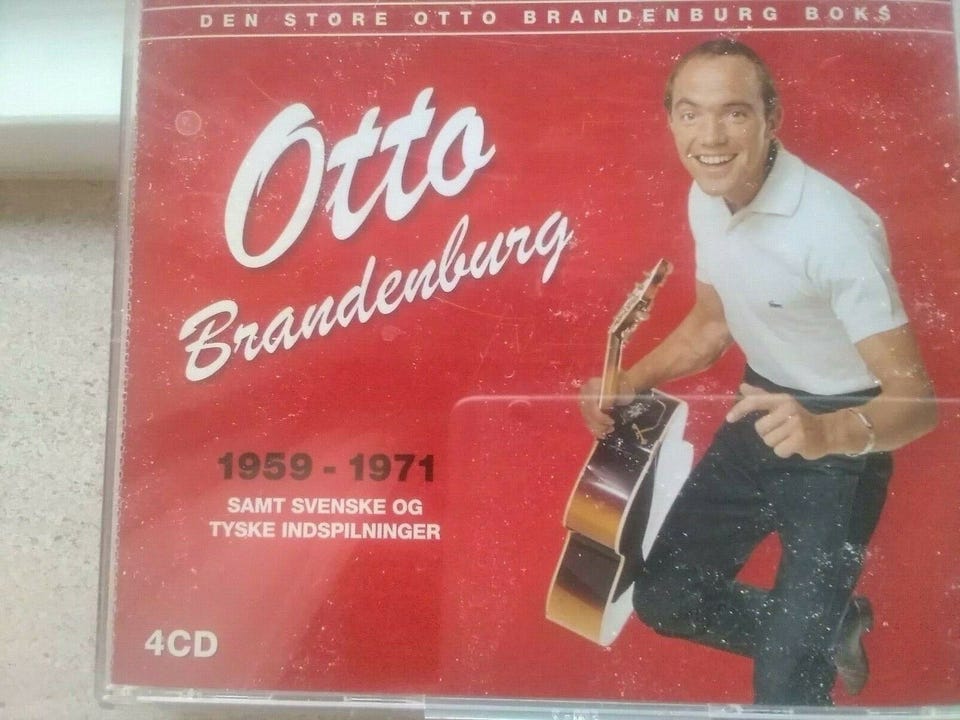 DEN STORE OTTO BRANDENBURG BOKS
Otto
Brandenburg
1959 - 1971
SAMT SVENSKE OG
TYSKE INDSPILNINGER
4CD